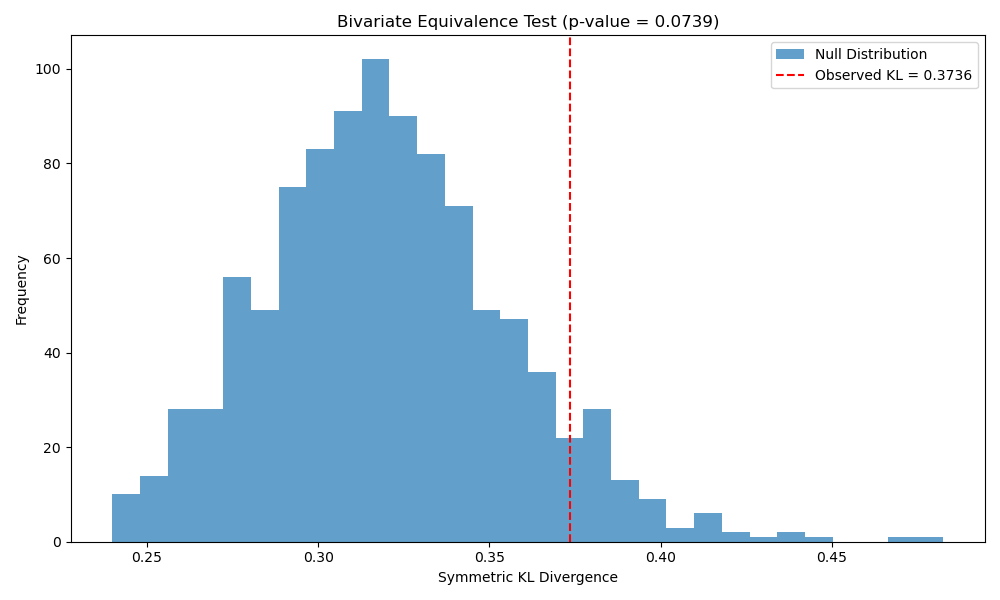 Bivariate Equivalence Test (p-value = 0.0739)
Null Distribution
Observed KL = 0.3736
Frequency
100
80
60
40
20
0
0.25 0.30 0.35 0.40 0.45
Symmetric KL Divergence